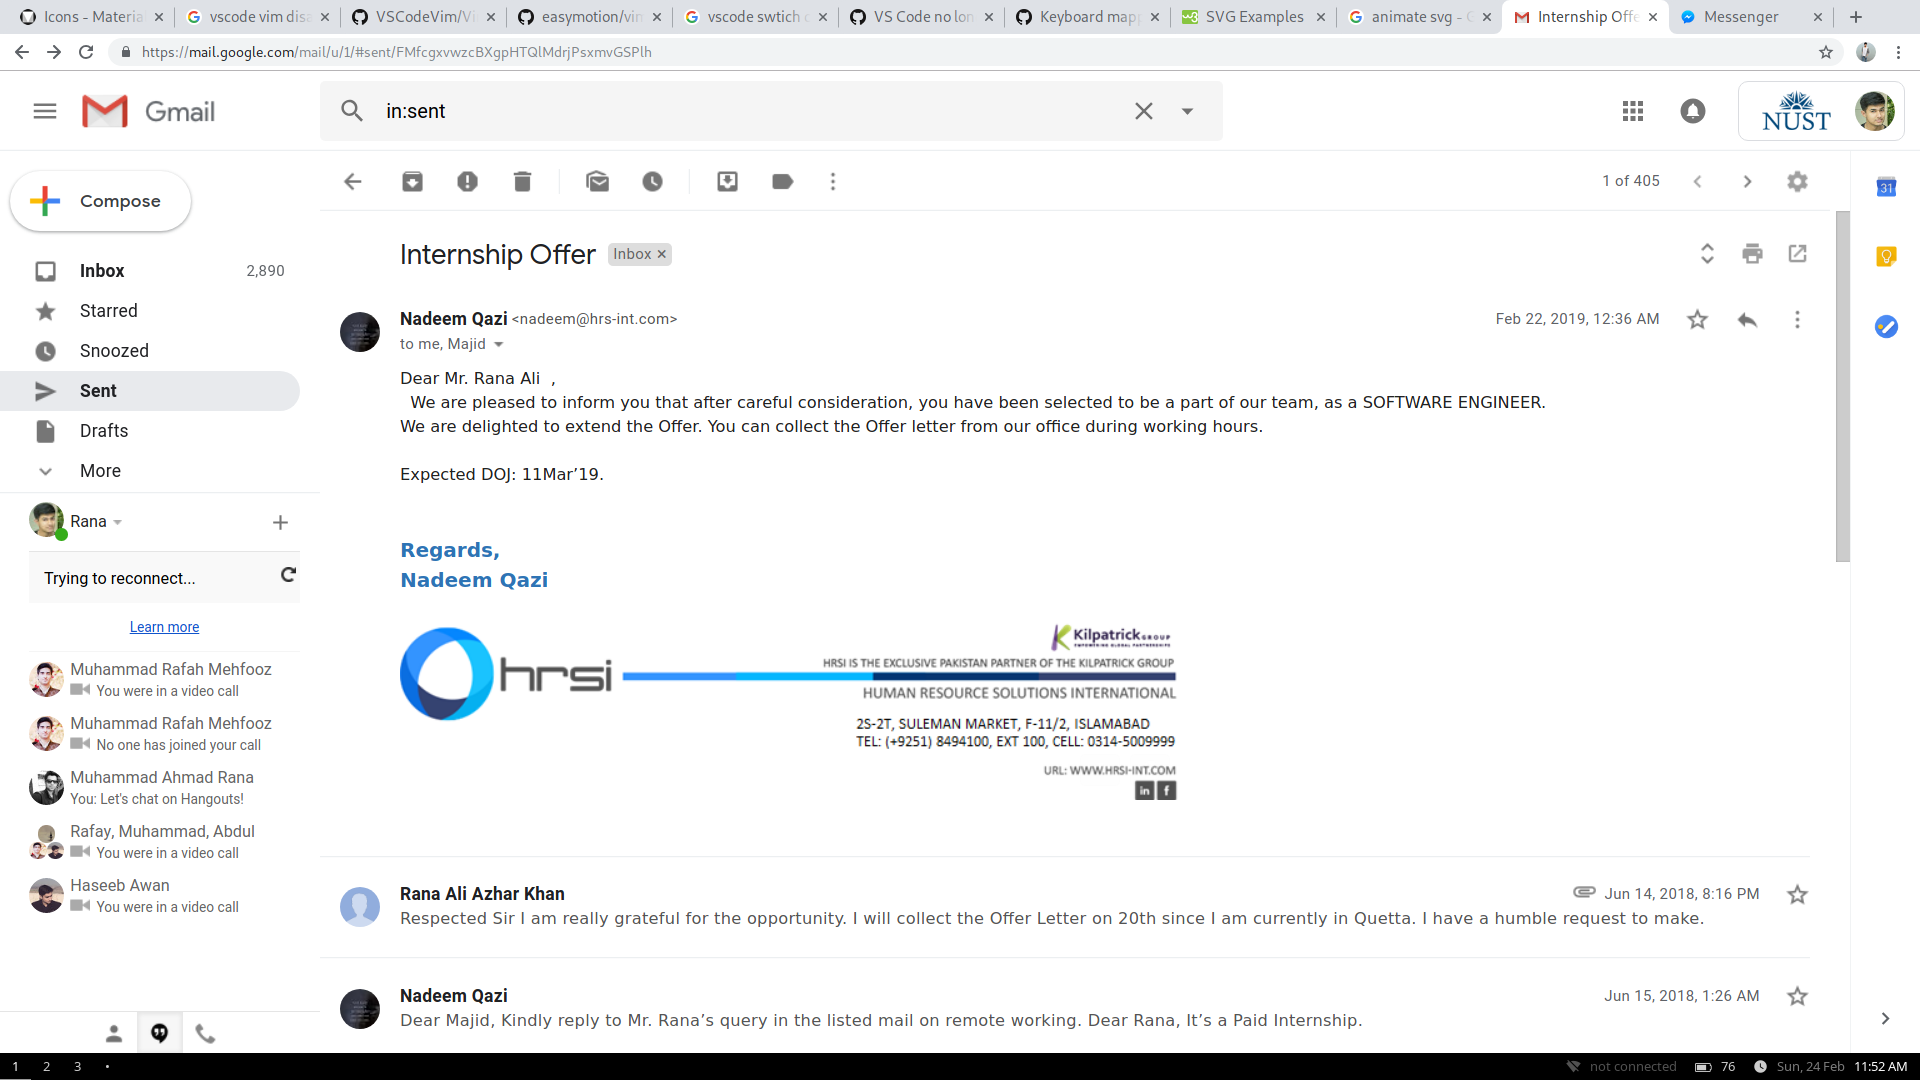 Icons - Materia
vscode vim disa
VSCodeVim/Vi
easymotion/vim
vscode swtich
VS Code no lon
Keyboard map
SVG Examples
animate svg -
Internship Offe
Messenger
https://mail.google.com/mail/u/1/#sent/FMfcgxvwzcBXgpHTQlMdrjPsxmvGSPlh
Gmail
in:sent
NUST
Compose
1 of 405
31
Inbox 2,890
Starred
Snoozed
Sent
Drafts
More
Rana
Trying to reconnect...
Learn more
Muhammad Rafah Mehfooz
You were in a video call
Muhammad Rafah Mehfooz
No one has joined your call
Muhammad Ahmad Rana
You: Let's chat on Hangouts!
Rafay, Muhammad, Abdul
You were in a video call
Haseeb Awan
You were in a video call
Internship Offer Inbox
Nadeem Qazi <nadeem@hrs-int.com> Feb 22, 2019, 12:36 AM
to me, Majid
Dear Mr. Rana Ali ,
We are pleased to inform you that after careful consideration, you have been selected to be a part of our team, as a SOFTWARE ENGINEER.
We are delighted to extend the Offer. You can collect the Offer letter from our office during working hours.
Expected DOJ: 11Mar’19.
Regards,
Nadeem Qazi
Kilpatrick GROUP
EMPOWERING GLOBAL PARTNERSHIPS
HRSI IS THE EXCLUSIVE PAKISTAN PARTNER OF THE KILPATRICK GROUP
hrsi
HUMAN RESOURCE SOLUTIONS INTERNATIONAL
2S-2T, SULEMAN MARKET, F-11/2, ISLAMABAD
TEL: (+9251) 8494100, EXT 100, CELL: 0314-5009999
URL: WWW.HRSI-INT.COM
in f
Rana Ali Azhar Khan Jun 14, 2018, 8:16 PM
Respected Sir I am really grateful for the opportunity. I will collect the Offer Letter on 20th since I am currently in Quetta. I have a humble request to make.
Nadeem Qazi Jun 15, 2018, 1:26 AM
Dear Majid, Kindly reply to Mr. Rana’s query in the listed mail on remote working. Dear Rana, It’s a Paid Internship.
1 2 3 not connected 76 Sun, 24 Feb 11:52 AM